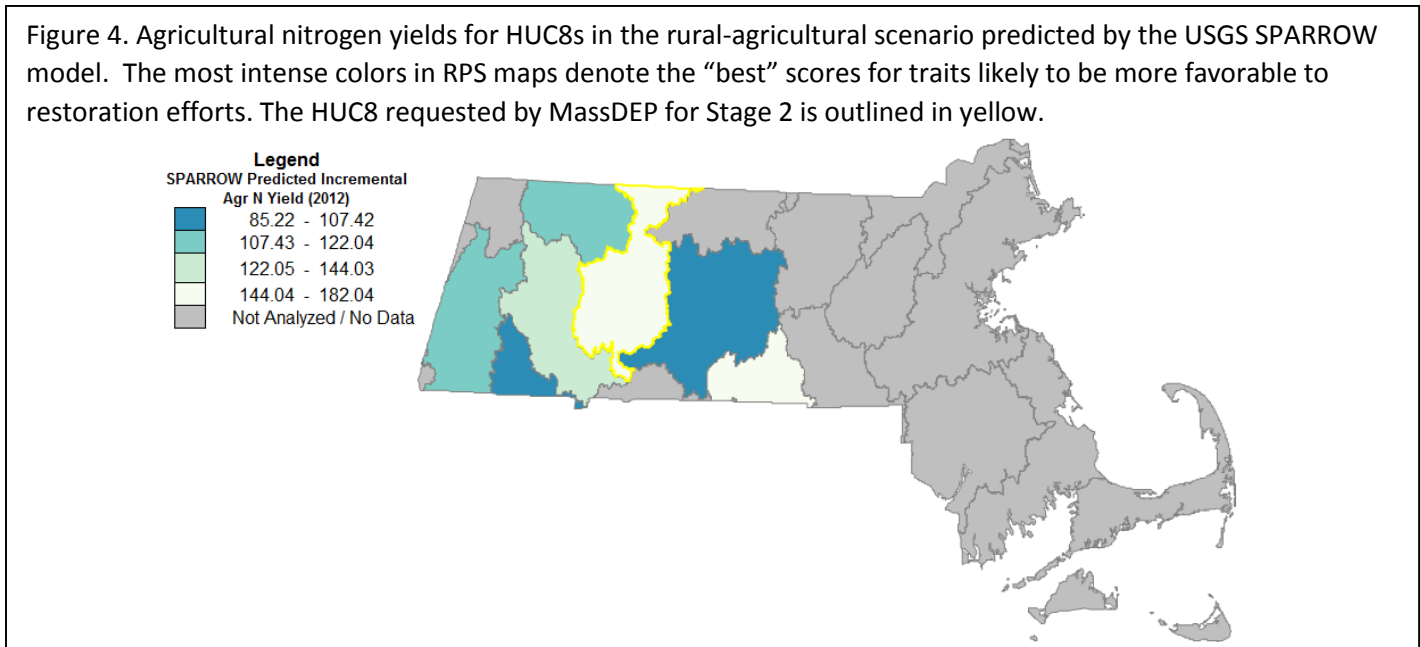 Figure 4. Agricultural nitrogen yields for HUC8s in the rural-agricultural scenario predicted by the USGS SPARROW
model.  The most intense colors in RPS maps denote the “best” scores for traits likely to be more favorable to
restoration efforts. The HUC8 requested by MassDEP for Stage 2 is outlined in yellow.
Legend
SPARROW Predicted Incremental
Agr N Yield (2012)
85.22 - 107.42
107.43 - 122.04
122.05 - 144.03
144.04 - 182.04
Not Analyzed / No Data